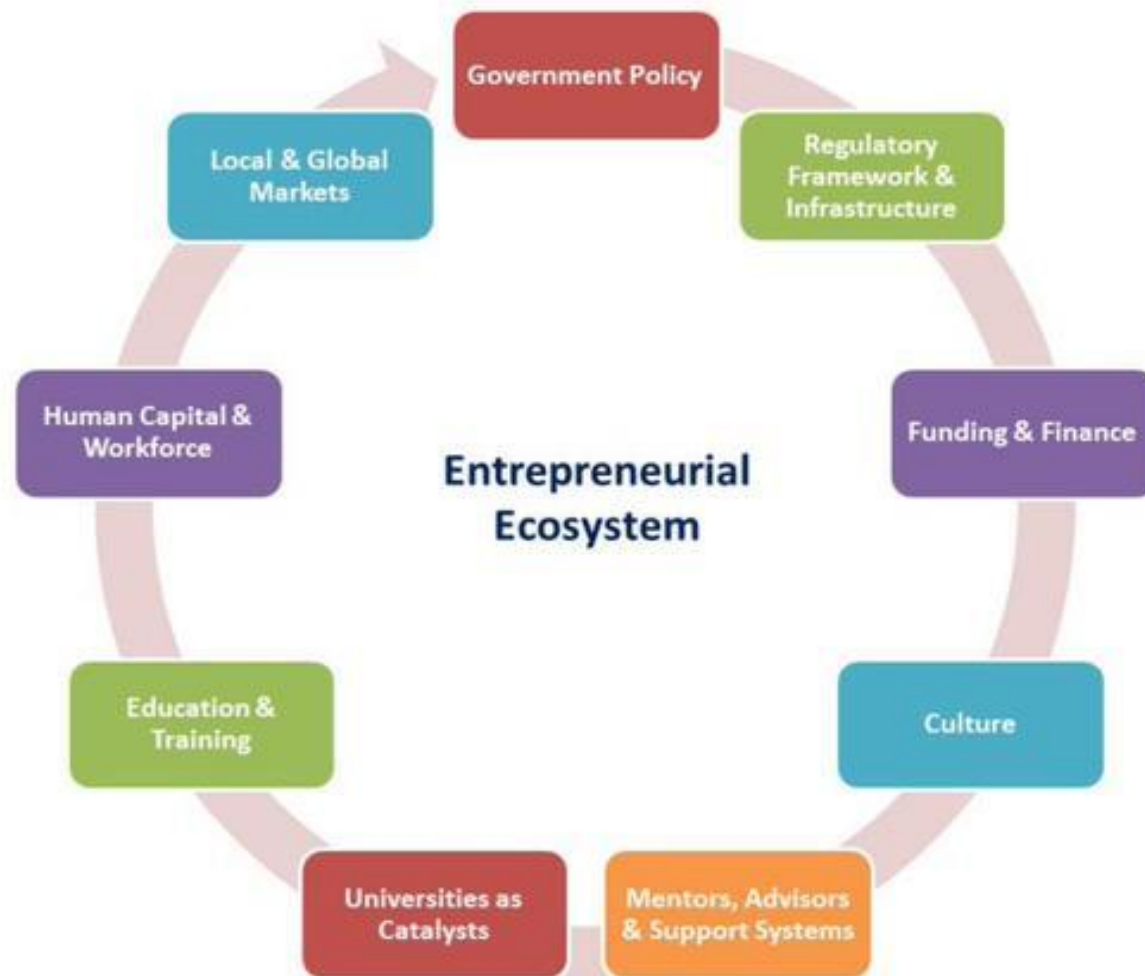 Government Policy
Regulatory
Framework &
Infrastructure
Funding & Finance
Culture
Mentors, Advisors
& Support Systems
Universities as
Catalysts
Education &
Training
Human Capital &
Workforce
Local & Global
Markets
Entrepreneurial
Ecosystem